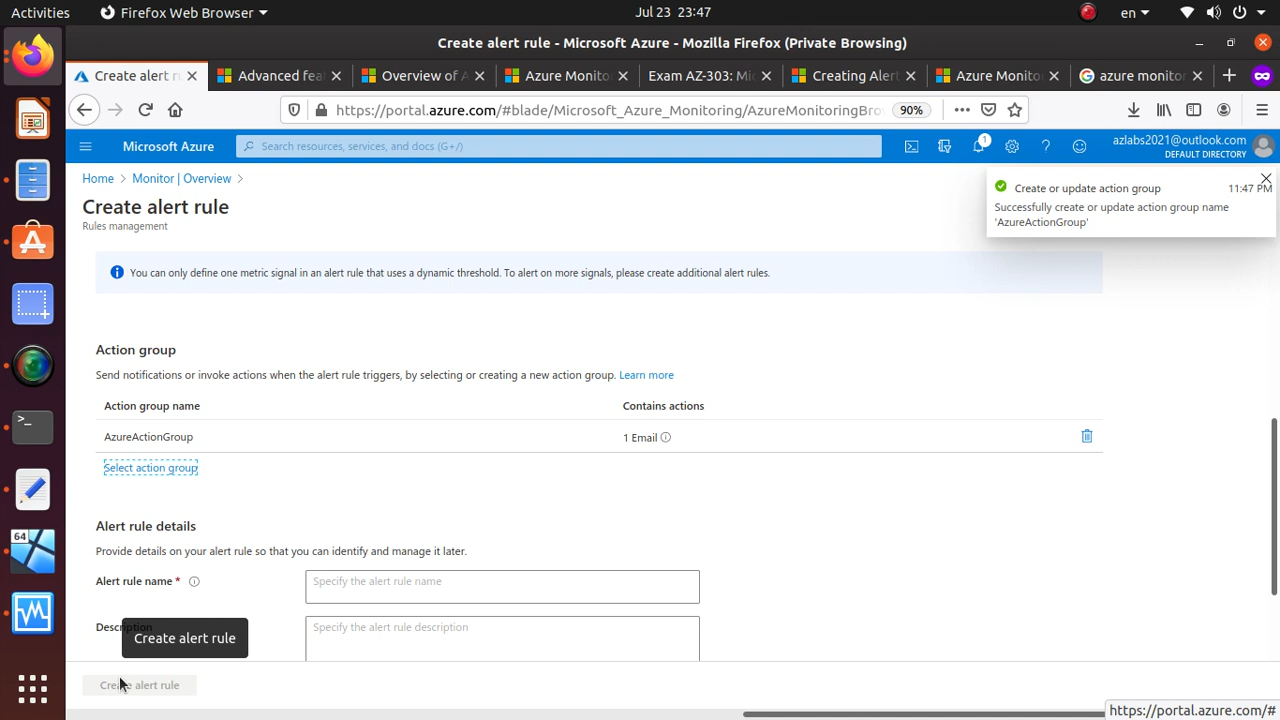 Activities
Firefox Web Browser
Jul 23 23:47
en
Create alert rule - Microsoft Azure - Mozilla Firefox (Private Browsing)
Create alert ru
Advanced fea
Overview of A
Azure Monito
Exam AZ-303: Mi
Creating Alert
Azure Monito
azure monitor
https://portal.azure.com/#blade/Microsoft_Azure_Monitoring/AzureMonitoringBro
90%
Microsoft Azure
Search resources, services, and docs (G+/)
1
azlabs2021@outlook.com
DEFAULT DIRECTORY
Home > Monitor | Overview >
Create alert rule
Rules management
Create or update action group
11:47 PM
Successfully create or update action group name
'AzureActionGroup'
You can only define one metric signal in an alert rule that uses a dynamic threshold. To alert on more signals, please create additional alert rules.
Action group
Send notifications or invoke actions when the alert rule triggers, by selecting or creating a new action group. Learn more
Action group name
Contains actions
AzureActionGroup
1 Email
Select action group
Alert rule details
Provide details on your alert rule so that you can identify and manage it later.
Alert rule name *
Specify the alert rule name
Description
Specify the alert rule description
Create alert rule
Create alert rule
https://portal.azure.com/#
64